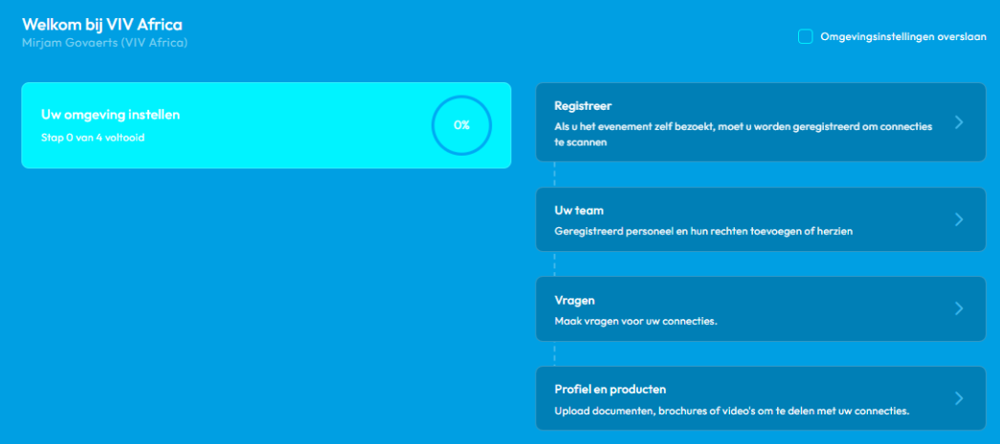 Welkom bij VIV Africa
Mirjam Govaerts (VIV Africa)
Omgevingsinstellingen overslaan
Uw omgeving instellen
Stap 0 van 4 voltooid
0%
Registreer
Als u het evenement zelf bezoekt, moet u worden geregistreerd om connecties
te scannen
Uw team
Geregistreerd personeel en hun rechten toevoegen of herzien
Vragen
Maak vragen voor uw connecties.
Profiel en producten
Upload documenten, brochures of video's om te delen met uw connecties.